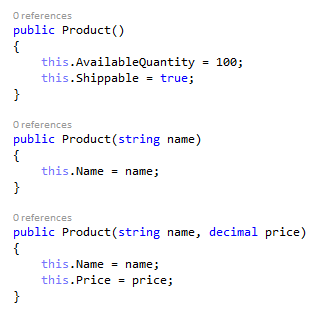 0 references
public Product()
{
    this.AvailableQuantity = 100;
    this.Shippable = true;
}
0 references
public Product(string name)
{
    this.Name = name;
}
0 references
public Product(string name, decimal price)
{
    this.Name = name;
    this.Price = price;
}